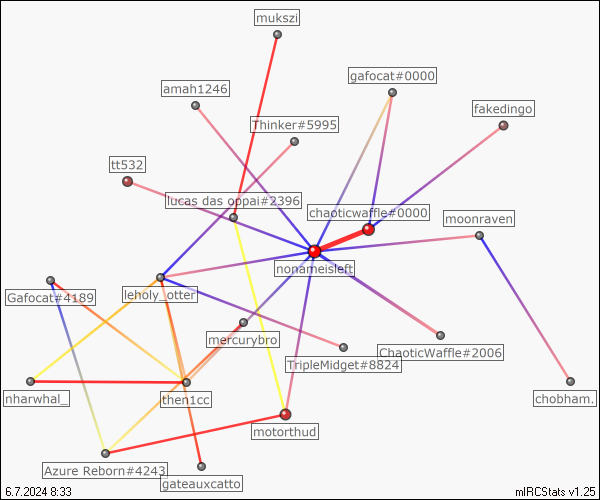 mukszi
gafocat#0000
amah1246
fakedingo
Thinker#5995
tt532
lucas das oppai#2396
chaoticwaffle#0000
moonraven
nonameisleft
Gafocat#4189
leholy_otter
mercurybro
ChaoticWaffle#2006
TripleMidget#8824
nharwhal_
then1cc
chobham.
motorthud
Azure Reborn#4243
gateauxcatto
6.7.2024 8:33
mIRCStats v1.25